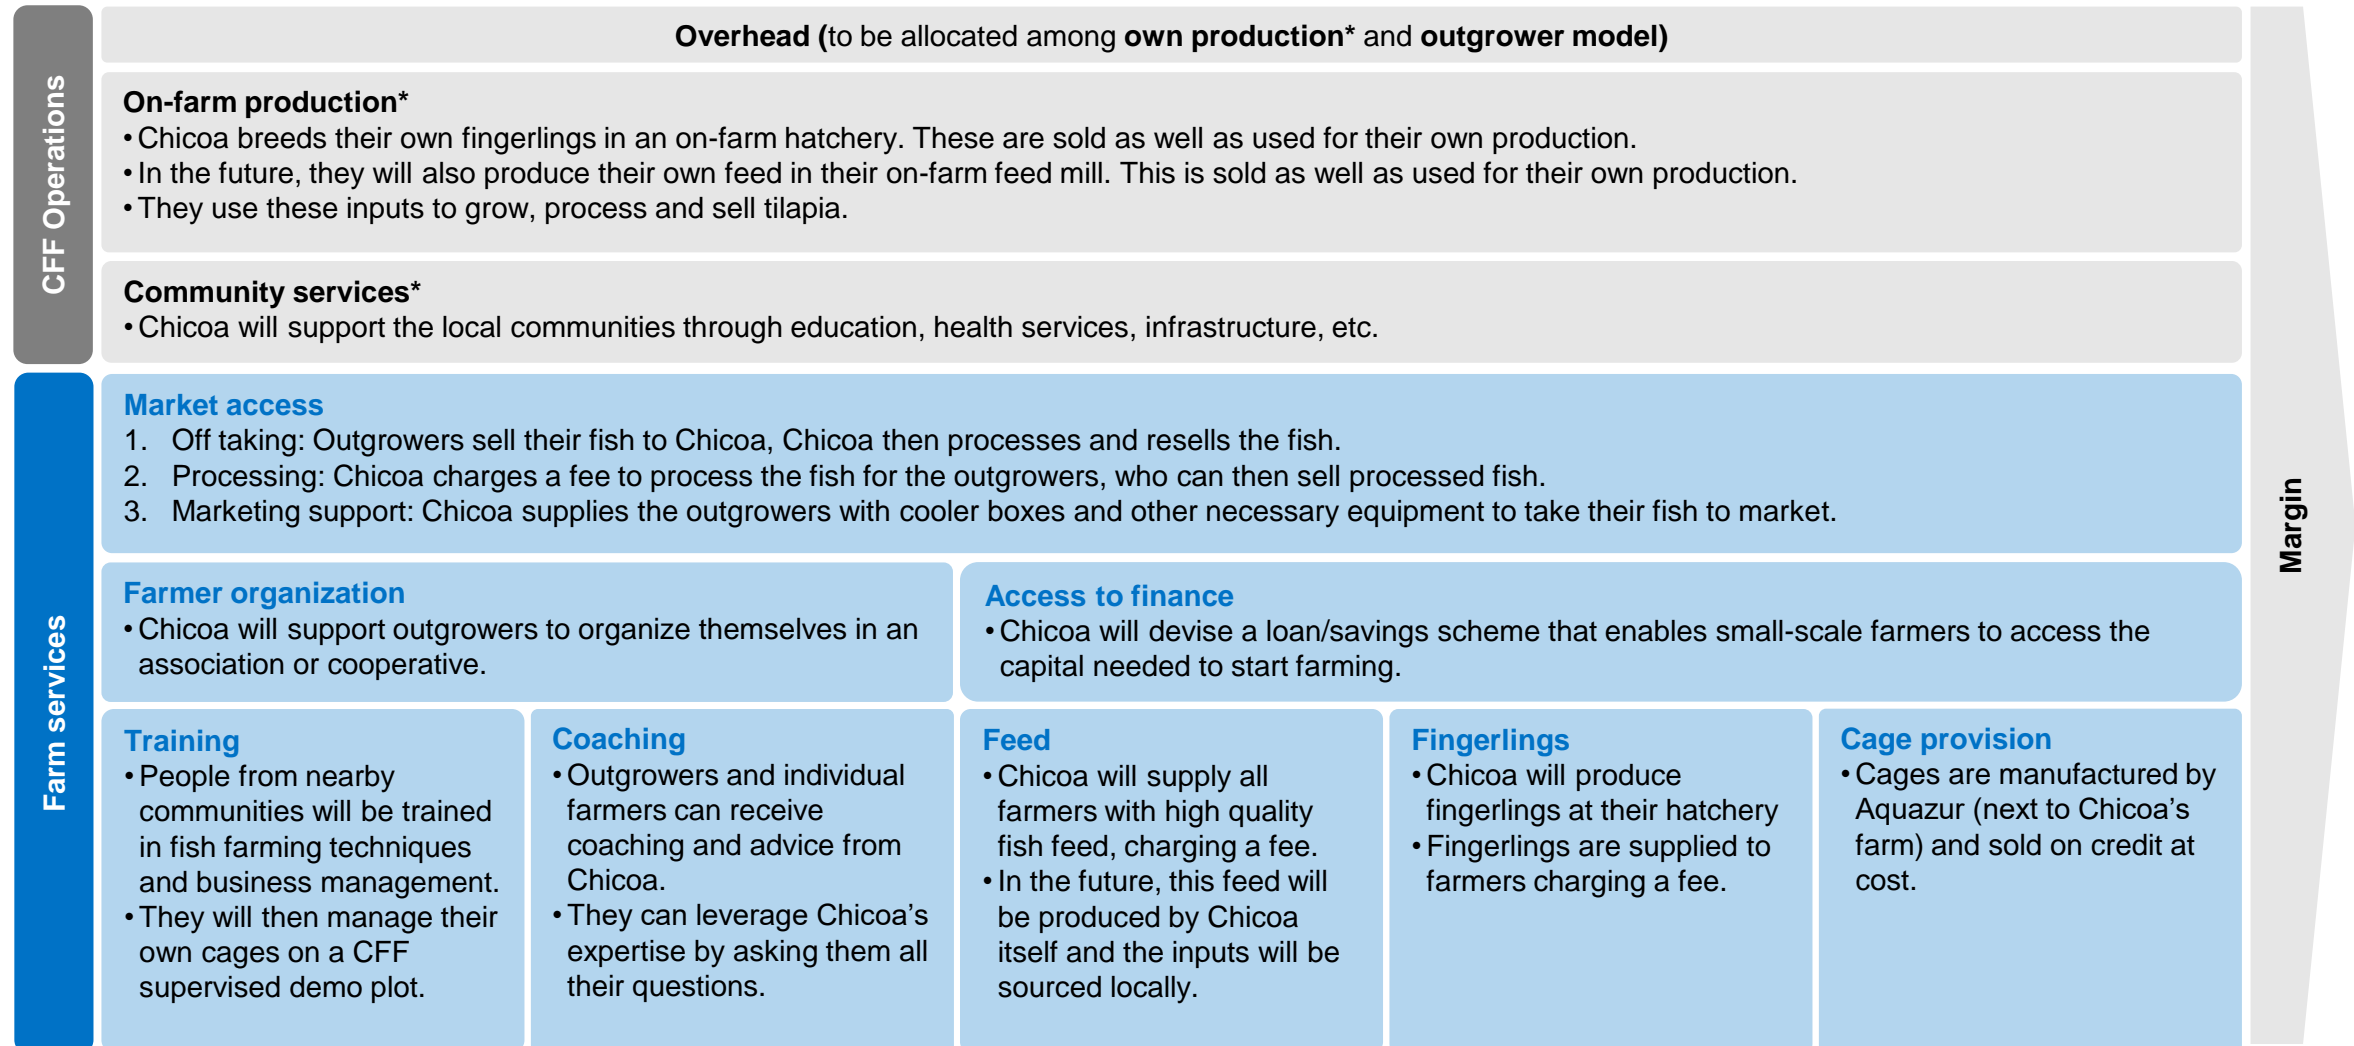 CFF Operations
Overhead (to be allocated among own production* and outgrower model)
On-farm production*
• Chicoa breeds their own fingerlings in an on-farm hatchery. These are sold as well as used for their own production.
• In the future, they will also produce their own feed in their on-farm feed mill. This is sold as well as used for their own production.
• They use these inputs to grow, process and sell tilapia.
Community services*
• Chicoa will support the local communities through education, health services, infrastructure, etc.
Farm services
Market access
1. Off taking: Outgrowers sell their fish to Chicoa, Chicoa then processes and resells the fish.
2. Processing: Chicoa charges a fee to process the fish for the outgrowers, who can then sell processed fish.
3. Marketing support: Chicoa supplies the outgrowers with cooler boxes and other necessary equipment to take their fish to market.
Farmer organization
• Chicoa will support outgrowers to organize themselves in an
association or cooperative.
Access to finance
• Chicoa will devise a loan/savings scheme that enables small-scale farmers to access the
capital needed to start farming.
Training
• People from nearby
communities will be trained
in fish farming techniques
and business management.
• They will then manage their
own cages on a CFF
supervised demo plot.
Coaching
• Outgrowers and individual
farmers can receive
coaching and advice from
Chicoa.
• They can leverage Chicoa’s
expertise by asking them all
their questions.
Feed
• Chicoa will supply all
farmers with high quality
fish feed, charging a fee.
• In the future, this feed will
be produced by Chicoa
itself and the inputs will be
sourced locally.
Fingerlings
• Chicoa will produce
fingerlings at their hatchery
• Fingerlings are supplied to
farmers charging a fee.
Cage provision
• Cages are manufactured by
Aquazur (next to Chicoa’s
farm) and sold on credit at
cost.
Margin